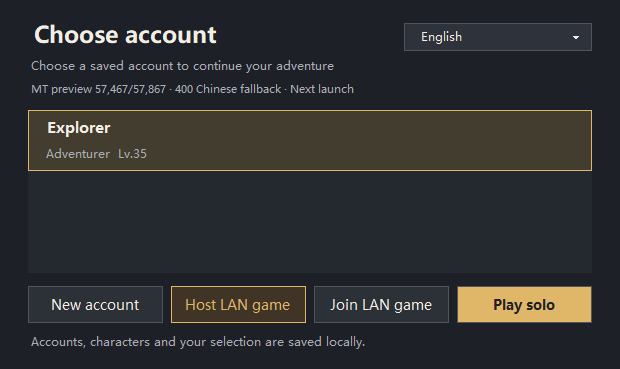 Choose account
English
Choose a saved account to continue your adventure
MT preview 57,467/57,867 · 400 Chinese fallback · Next launch
Explorer
Adventurer Lv.35
New account
Host LAN game
Join LAN game
Play solo
Accounts, characters and your selection are saved locally.